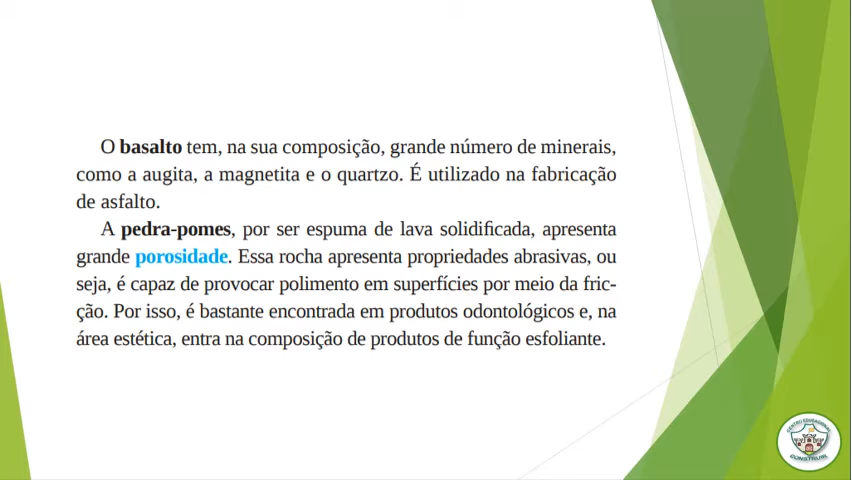 O basalto tem, na sua composição, grande número de minerais,
como a augita, a magnetita e o quartzo. É utilizado na fabricação
de asfalto.
A pedra-pomes, por ser espuma de lava solidificada, apresenta
grande porosidade. Essa rocha apresenta propriedades abrasivas, ou
seja, é capaz de provocar polimento em superfícies por meio da fric-
ção. Por isso, é bastante encontrada em produtos odontológicos e, na
área estética, entra na composição de produtos de função esfoliante.
CENTRO EDUCACIONAL
CONSTRUIR